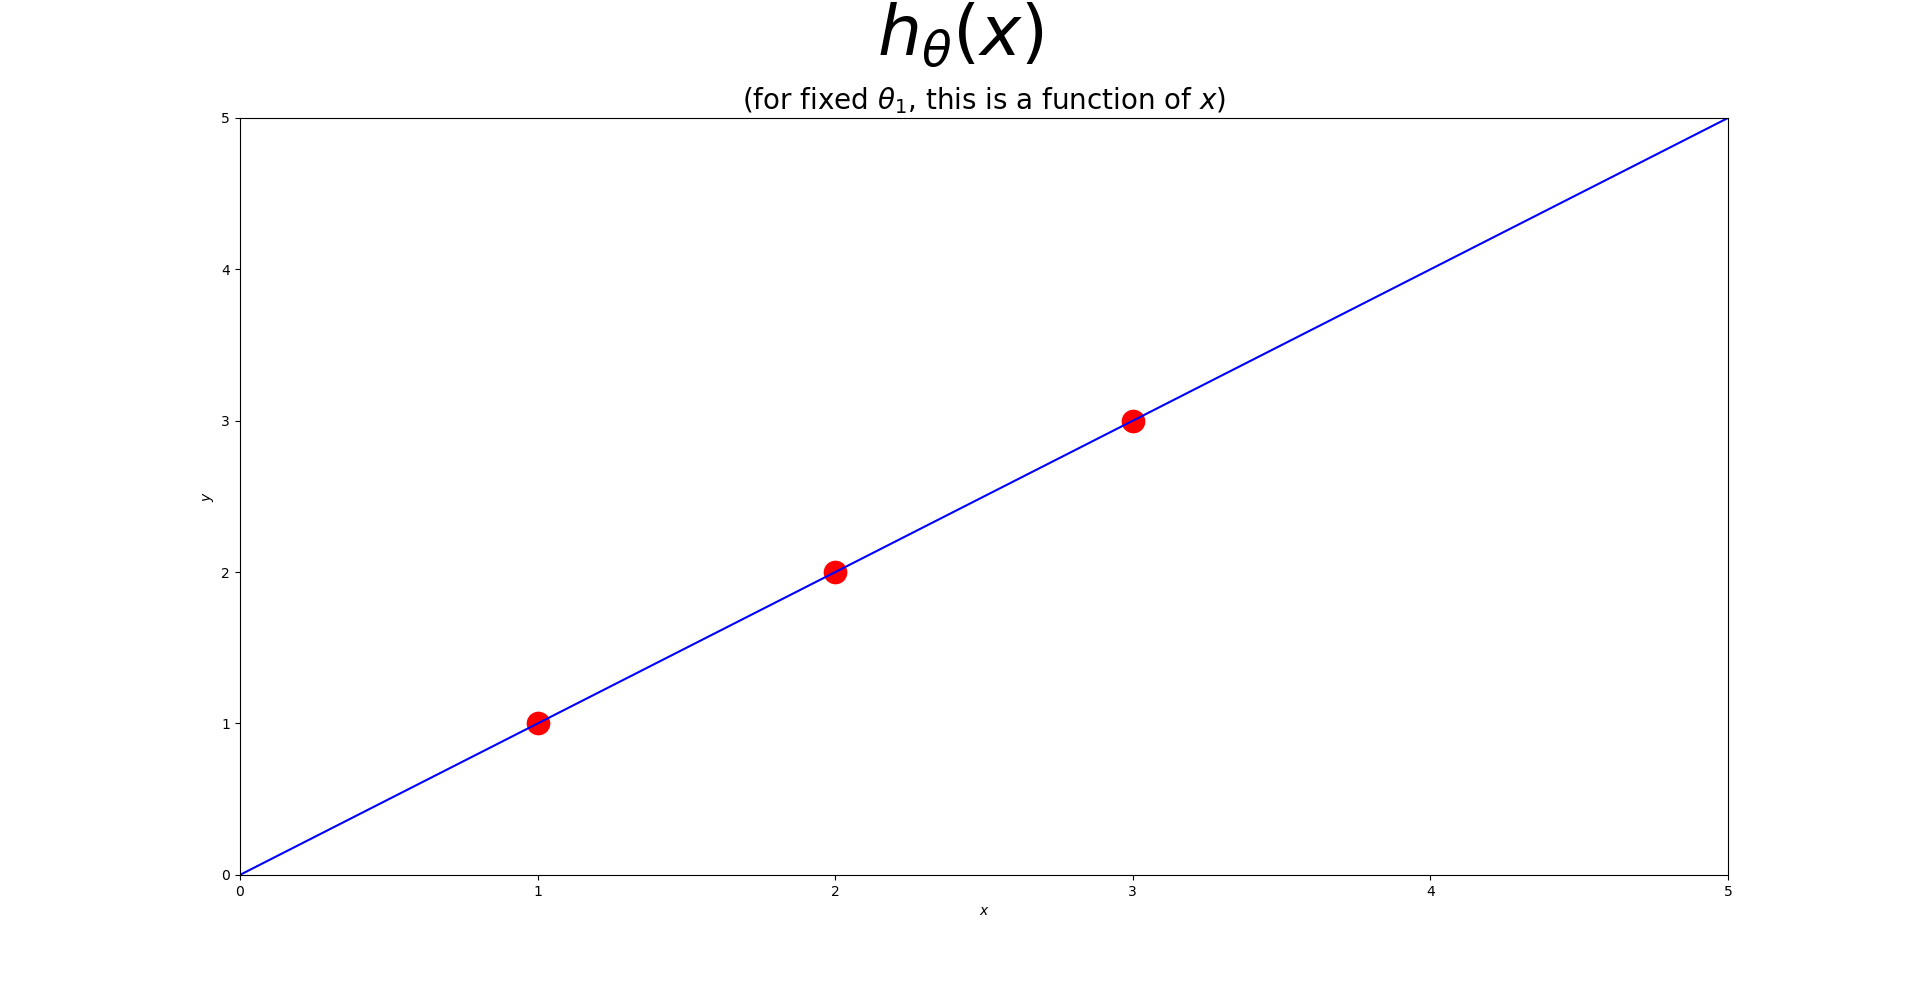 hθ(x)
(for fixed θ₁, this is a function of x)
5
4
3
2
1
0
y
0 1 2 3 4 5
x